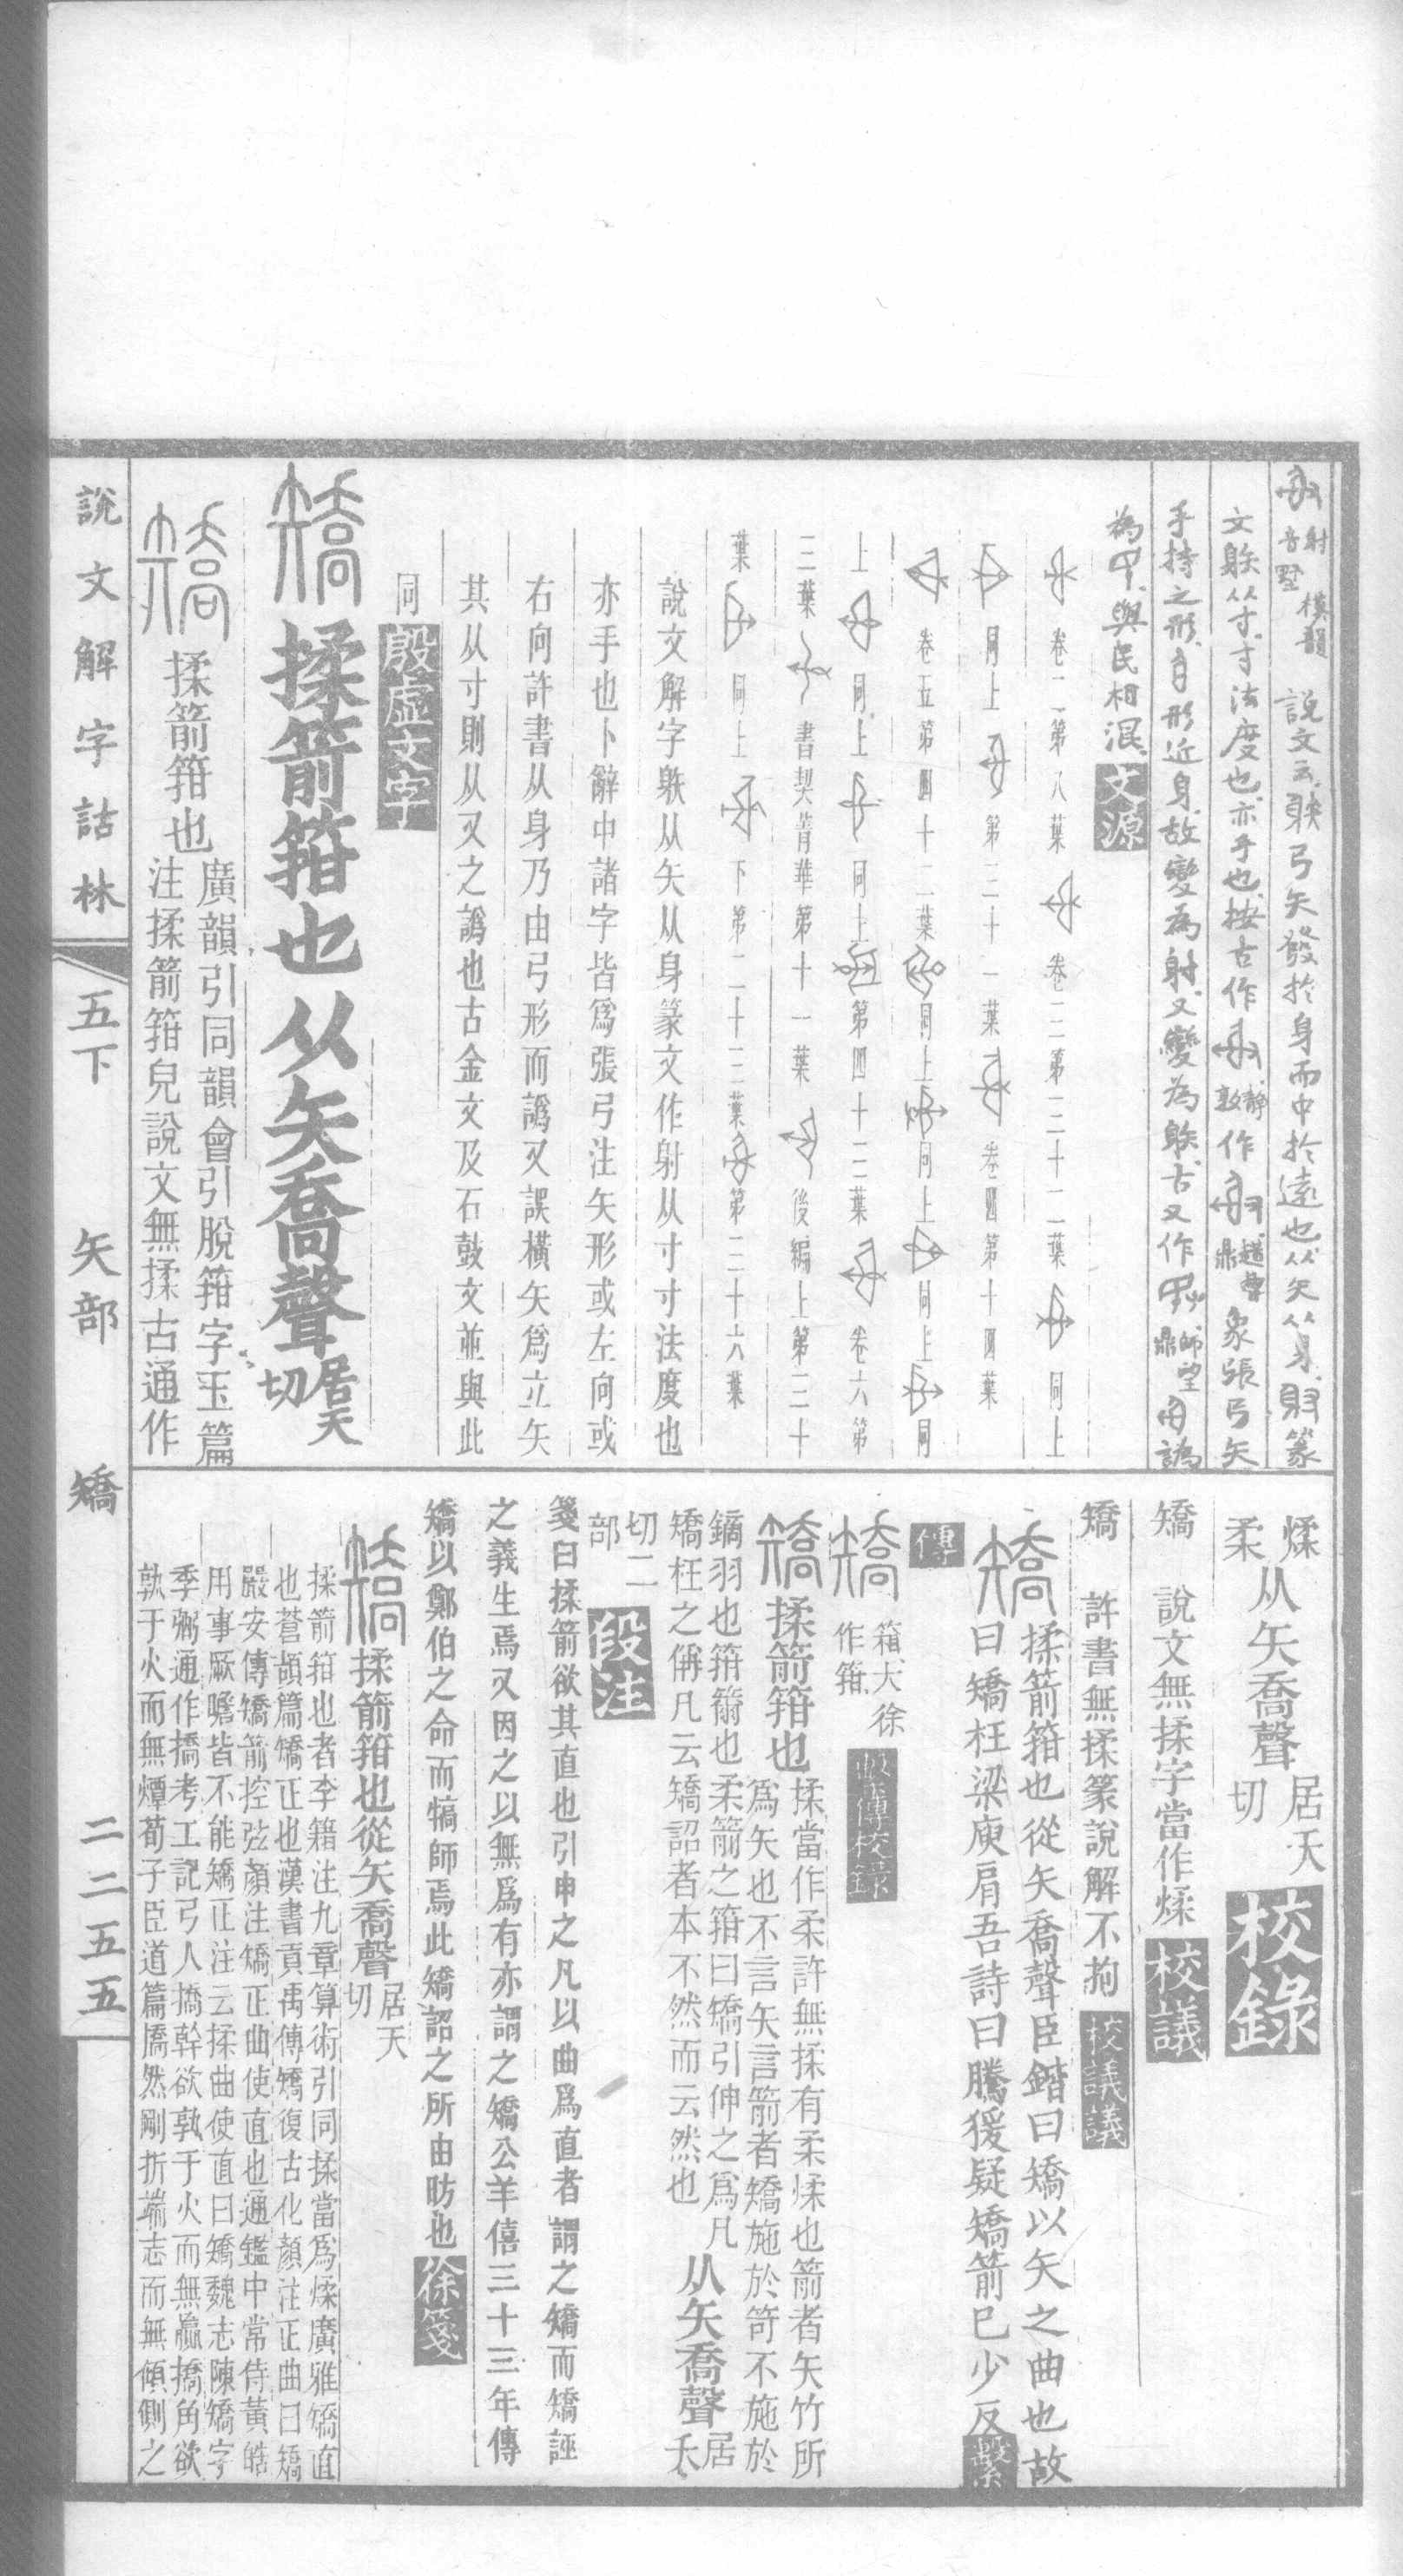 射音墅模韻 說文云躲弓矢發於身而中於遠也从矢从身射篆
文躲从寸寸法度也亦手也按古作靜敦作趞曹鼎象張弓矢
手持之形弓形近身故變為射又變為躲古又作師望鼎弓譌
為與民相混文源
卷二第八葉 卷三第三十二葉 同上
同上 第三十一葉 卷四第十四葉
卷五第四十二葉 同上 同上 同上 同上 同
上 同上 同上 第四十三葉 卷六第
三葉 書契菁華第十一葉 後編上第三十
葉 同上 下第二十三葉 第三十六葉
說文解字躲从矢从身篆文作射从寸寸法度也
亦手也卜辭中諸字皆為張弓注矢形或左向或
右向許書从身乃由弓形而譌又誤橫矢為立矢
其从寸則从又之譌也古金文及石鼓文並與此
同殷虛文字
矯揉箭箝也从矢喬聲居夭切
矯揉箭箝也廣韻引同韻會引脫箝字玉篇
注揉箭箝皃說文無揉古通作
煣柔从矢喬聲居夭切校錄
矯 說文無揉字當作煣校議
矯 許書無揉篆說解不拘校議議
矯揉箭箝也從矢喬聲臣鍇曰矯以矢之曲也故
曰矯枉梁庾肩吾詩曰騰猨疑矯箭巳少反繫
傳
矯箱大徐作箝繫傳校錄
矯揉箭箝也揉當作柔許無揉有柔煣也箭者矢竹所
為矢也不言矢言箭者矯施於笴不施於
鏑羽也箝籋也柔箭之箝曰矯引伸之為凡
矯枉之偁凡云矯詔者本不然而云然也从矢喬聲居夭
切二部段注
箋曰揉箭欲其直也引申之凡以曲為直者謂之矯而矯誣
之義生焉又因之以無為有亦謂之矯公羊僖三十三年傳
矯以鄭伯之命而犒師焉此矯詔之所由昉也徐箋
矯揉箭箝也從矢喬聲居夭切
揉箭箝也者李籍注九章算術引同揉當為煣廣雅矯直
也蒼頡篇矯正也漢書貢禹傳矯復古化顏注正曲曰矯
嚴安傳矯箭控弦顏注矯正曲使直也通鑑中常侍黃皓
用事厥瞻皆不能矯正注云揉曲使直曰矯魏志陳矯字
季弼通作撟考工記弓人撟幹欲孰于火而無贏撟角欲
孰于火而無燂荀子臣道篇撟然剛折端志而無傾側之
說文解字詁林
五下 矢部 矯 二二五五